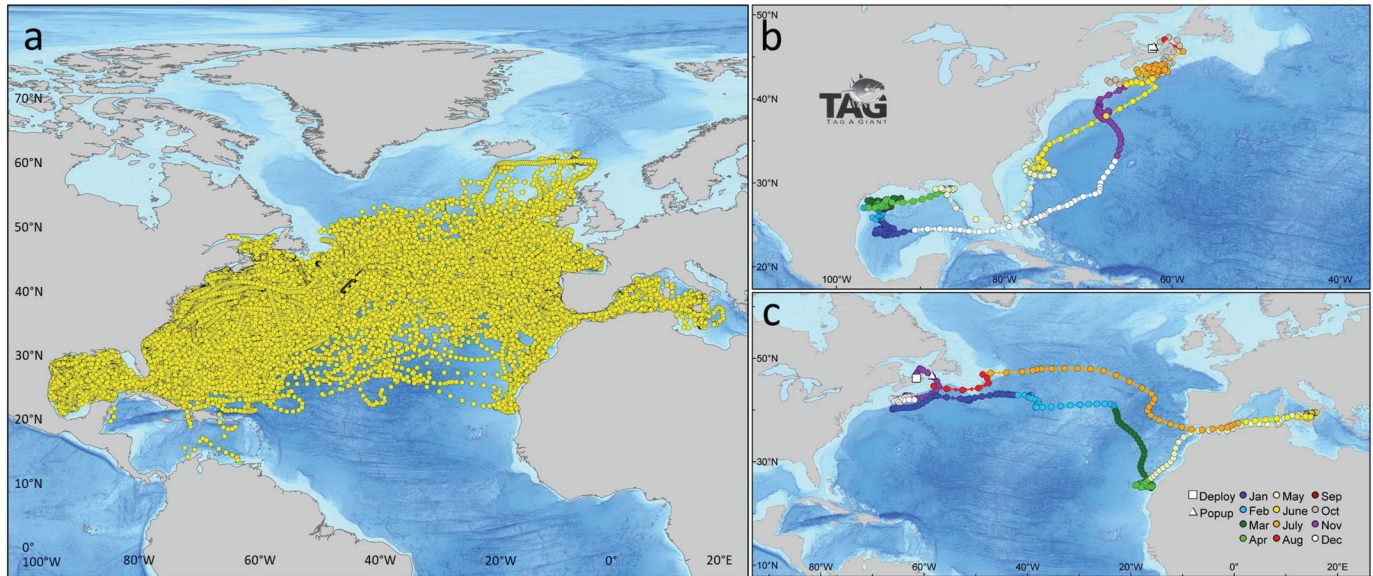 a
70°N
60°N
50°N
40°N
30°N
20°N
10°N
0°
100°W
80°W
60°W
40°W
20°W
0°
20°E
b
50°N
40°N
30°N
20°N
100°W
80°W
60°W
40°W
TAG
TAG A GIANT
c
50°N
30°N
10°N
80°W
60°W
40°W
20°W
0°
20°E
Deploy Jan May Sep
Popup Feb June Oct
Mar July Nov
Apr Aug Dec